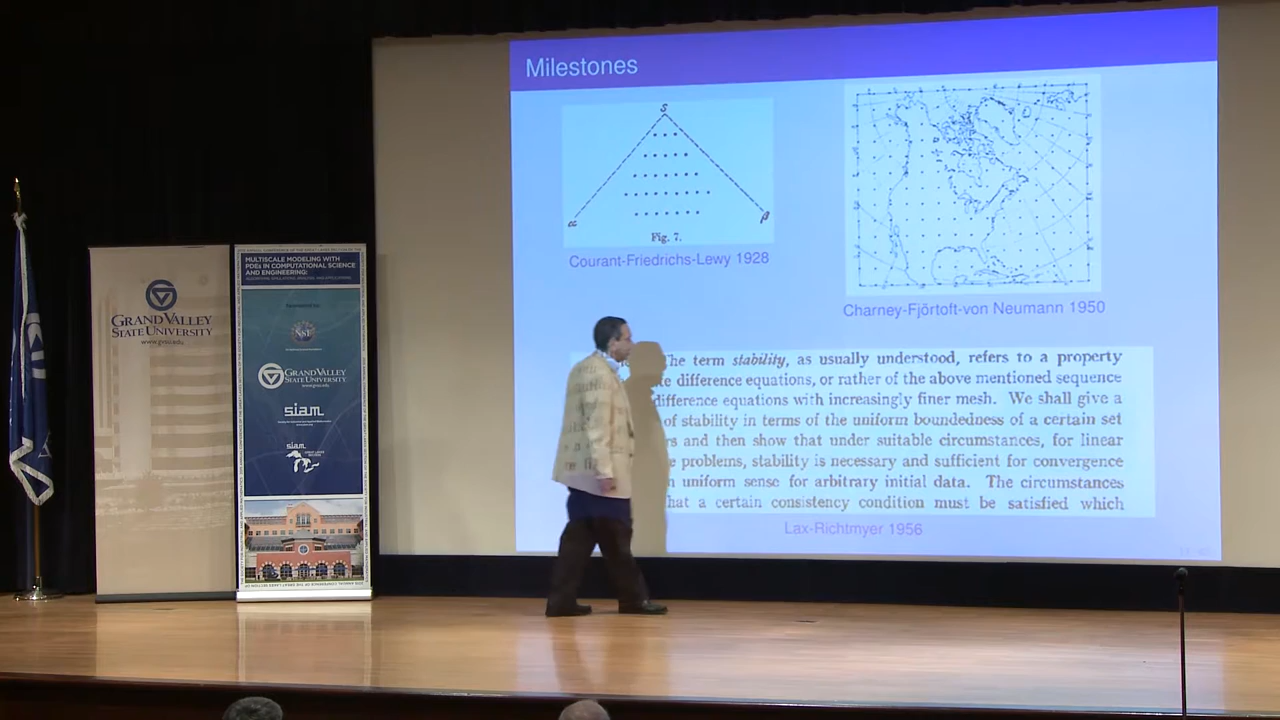 Milestones
S
α
β
Fig. 7.
Courant-Friedrichs-Lewy 1928
Charney-Fjörtoft-von Neumann 1950
The term stability, as usually understood, refers to a property
difference equations, or rather of the above mentioned sequence
difference equations with increasingly finer mesh. We shall give a
of stability in terms of the uniform boundedness of a certain set
and then show that under suitable circumstances, for linear
problems, stability is necessary and sufficient for convergence
uniform sense for arbitrary initial data. The circumstances
that a certain consistency condition must be satisfied which
Lax-Richtmyer 1956
GRAND VALLEY
STATE UNIVERSITY
www.gvsu.edu
MULTISCALE MODELING WITH
PDEs IN COMPUTATIONAL SCIENCE
AND ENGINEERING:
Sponsored by:
NSF
GRAND VALLEY
STATE UNIVERSITY
siam
siam